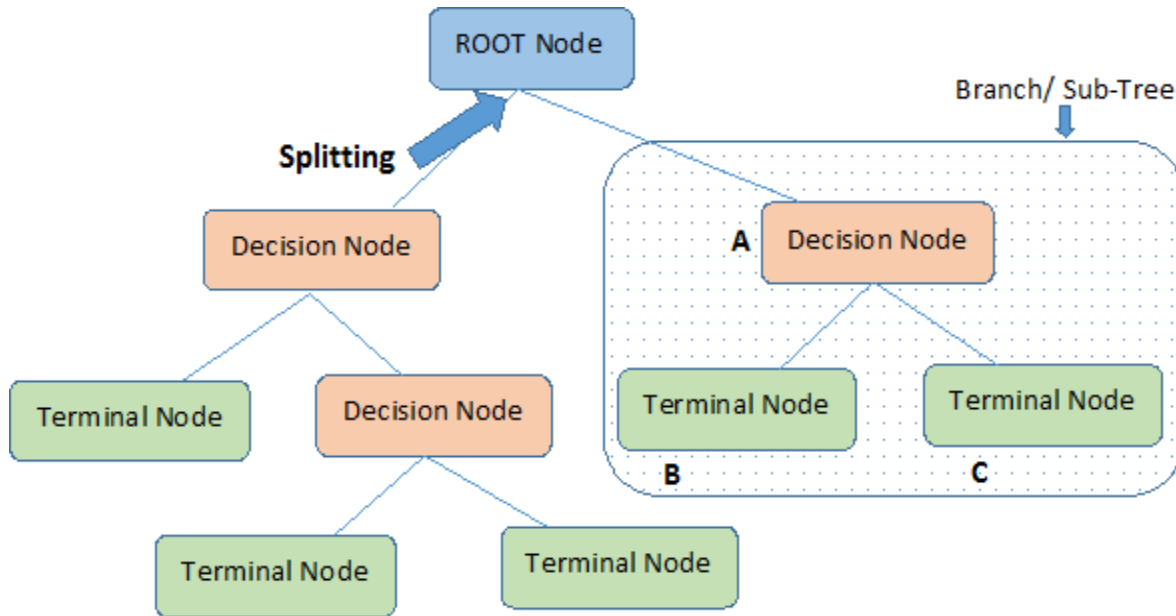 ROOT Node
Branch/ Sub-Tree
Splitting
Decision Node
A
Decision Node
Terminal Node
Decision Node
Terminal Node
Terminal Node
B
C
Terminal Node
Terminal Node